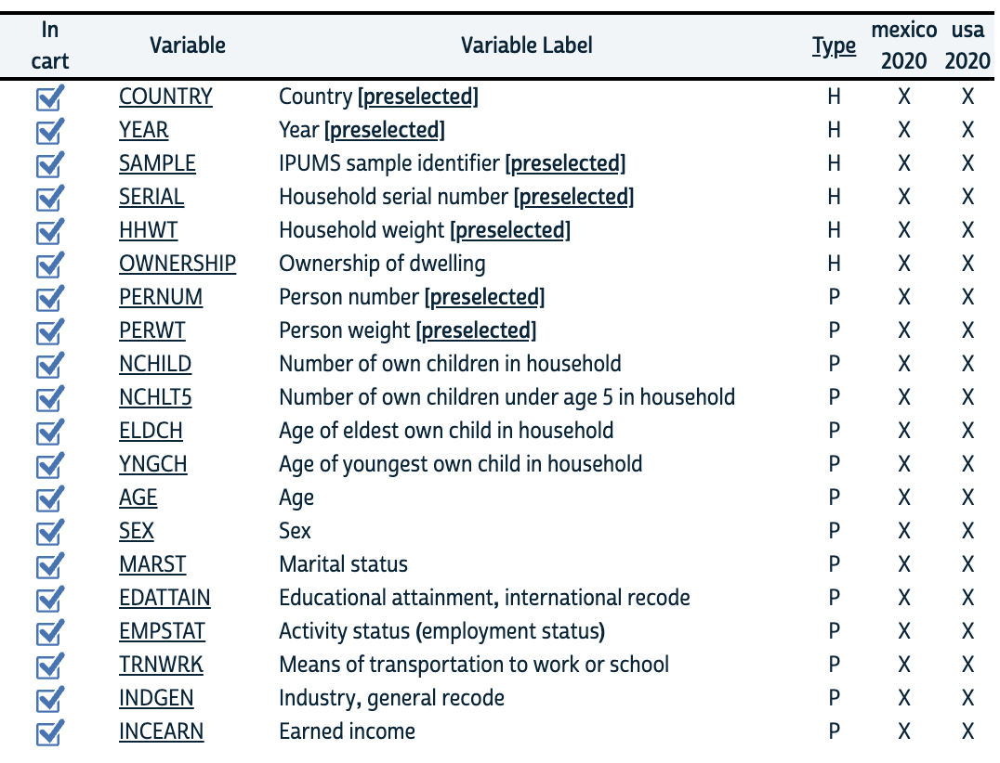 In cart Variable Variable Label Type mexico 2020 usa 2020
COUNTRY Country [preselected] H X X
YEAR Year [preselected] H X X
SAMPLE IPUMS sample identifier [preselected] H X X
SERIAL Household serial number [preselected] H X X
HHWT Household weight [preselected] H X X
OWNERSHIP Ownership of dwelling H X X
PERNUM Person number [preselected] P X X
PERWT Person weight [preselected] P X X
NCHILD Number of own children in household P X X
NCHLT5 Number of own children under age 5 in household P X X
ELDCH Age of eldest own child in household P X X
YNGCH Age of youngest own child in household P X X
AGE Age P X X
SEX Sex P X X
MARST Marital status P X X
EDATTAIN Educational attainment, international recode P X X
EMPSTAT Activity status (employment status) P X X
TRNWRK Means of transportation to work or school P X X
INDGEN Industry, general recode P X X
INCEARN Earned income P X X